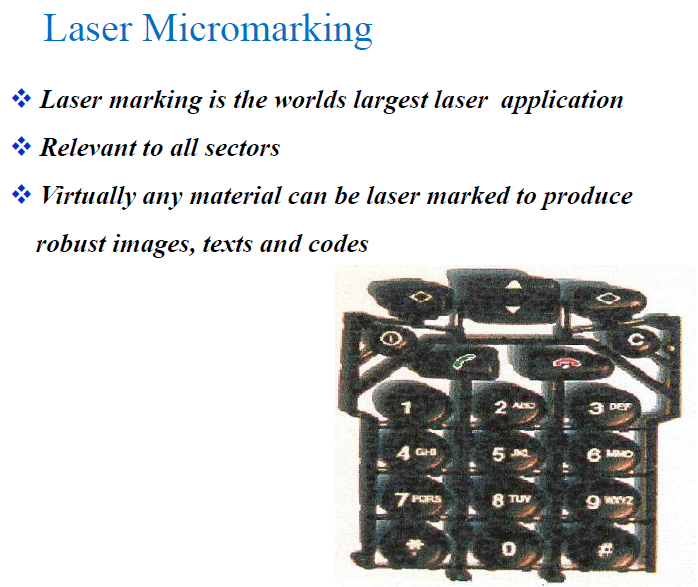 Laser Micromarking
Laser marking is the worlds largest laser application
Relevant to all sectors
Virtually any material can be laser marked to produce
robust images, texts and codes
C
1 2 ABC 3 DEF
4 GHI 5 JKL 6 MNO
7 PQRS 8 TUV 9 WXYZ
* 0 #